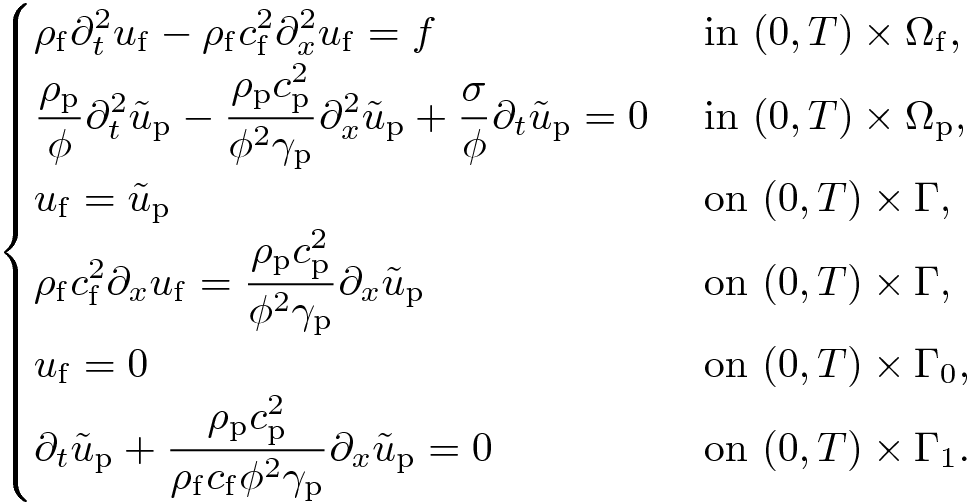 ρ_f ∂_t^2 u_f − ρ_f c_f^2 ∂_x^2 u_f = f in (0, T) × Ω_f,
ρ_p/ϕ ∂_t^2 ũ_p − ρ_p c_p^2/(ϕ^2 γ_p) ∂_x^2 ũ_p + σ/ϕ ∂_t ũ_p = 0 in (0, T) × Ω_p,
u_f = ũ_p on (0, T) × Γ,
ρ_f c_f^2 ∂_x u_f = ρ_p c_p^2/(ϕ^2 γ_p) ∂_x ũ_p on (0, T) × Γ,
u_f = 0 on (0, T) × Γ_0,
∂_t ũ_p + ρ_p c_p^2/(ρ_f c_f ϕ^2 γ_p) ∂_x ũ_p = 0 on (0, T) × Γ_1.